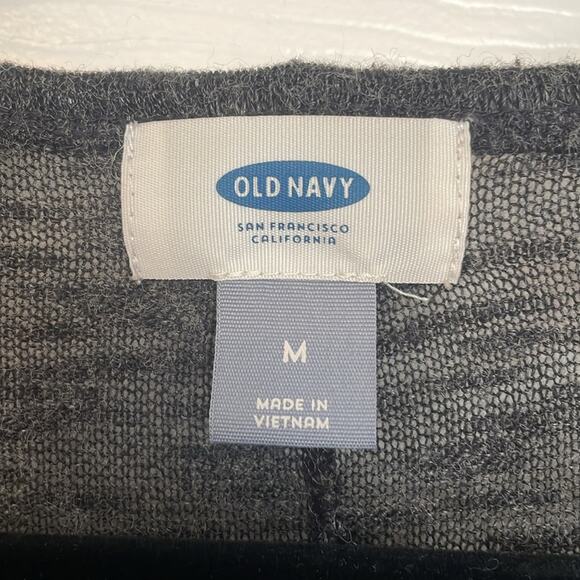 OLD NAVY
SAN FRANCISCO
CALIFORNIA
M
MADE IN
VIETNAM